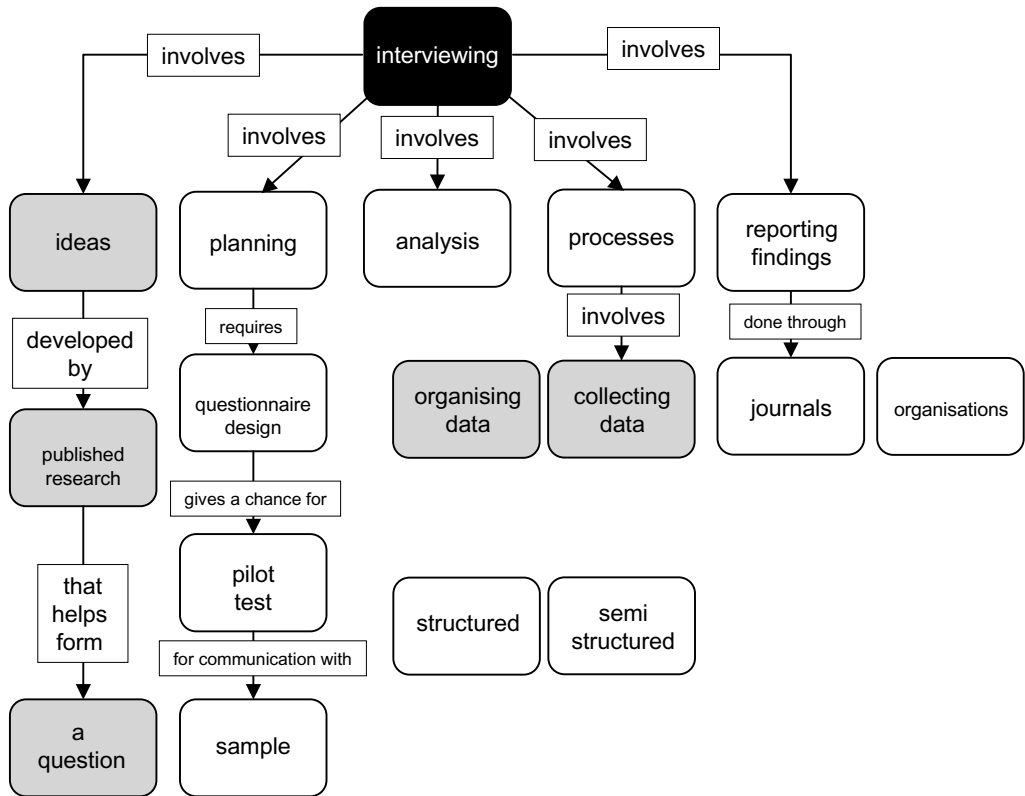 involves
interviewing
involves
involves
involves
involves
ideas
planning
analysis
processes
reporting
findings
developed
by
requires
involves
done through
published
research
questionnaire
design
organising
data
collecting
data
journals
organisations
gives a chance for
that
helps
form
pilot
test
structured
semi
structured
for communication with
a
question
sample